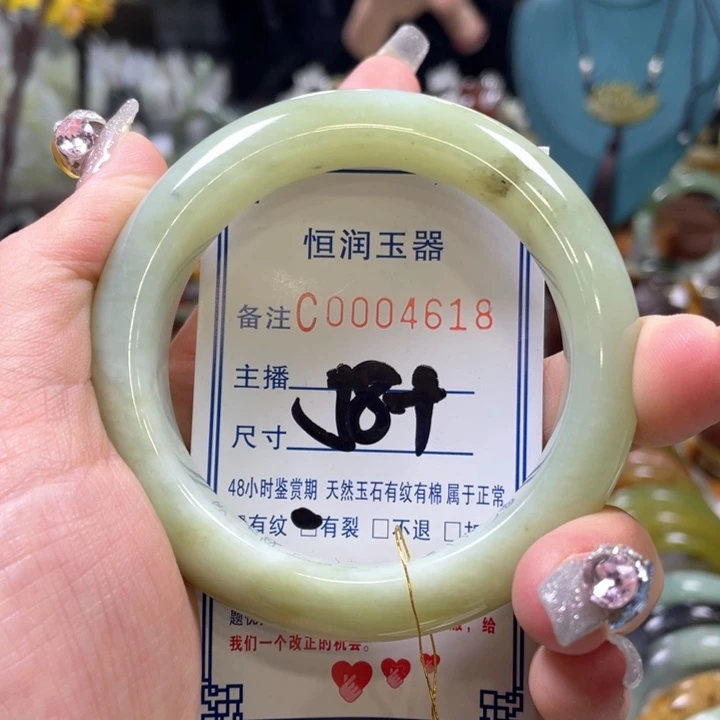 恒润玉器
备注C0004618
主播
尺寸
48小时鉴赏期 天然玉石有纹有棉属于正常
有纹 □有裂 □不退 □
给
我们一个改正的机会。